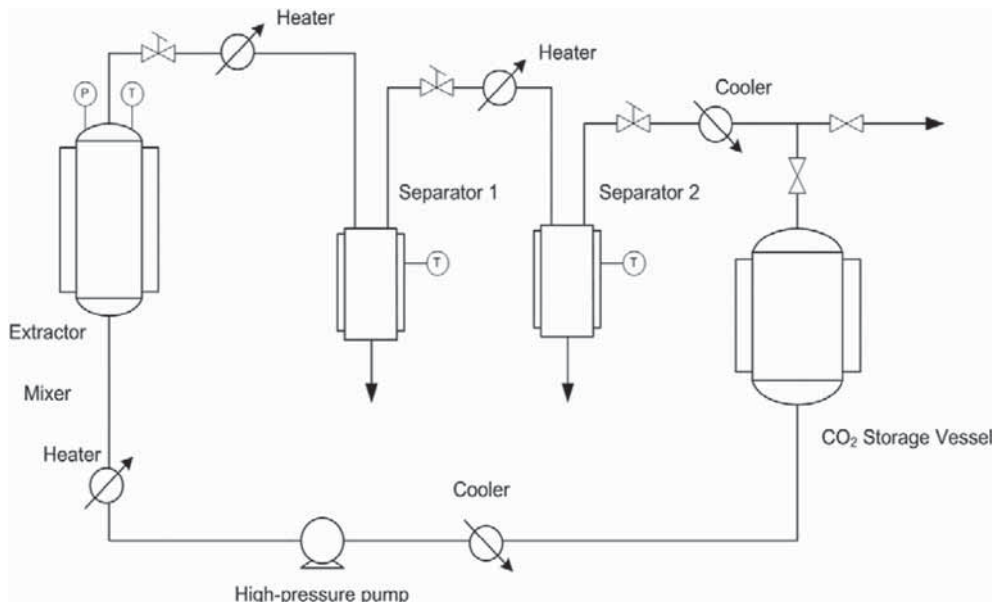 Heater
Heater
Cooler
P
T
Separator 1
Separator 2
T
T
Extractor
Mixer
CO₂ Storage Vessel
Heater
Cooler
High-pressure pump